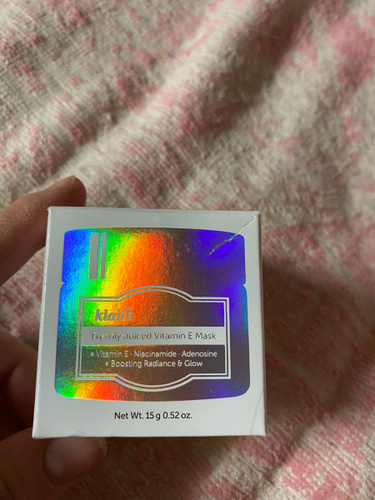 klairs
Freshly Juiced Vitamin E Mask
• Vitamin E · Niacinamide · Adenosine
• Boosting Radiance & Glow
Net Wt. 15 g 0.52 oz.